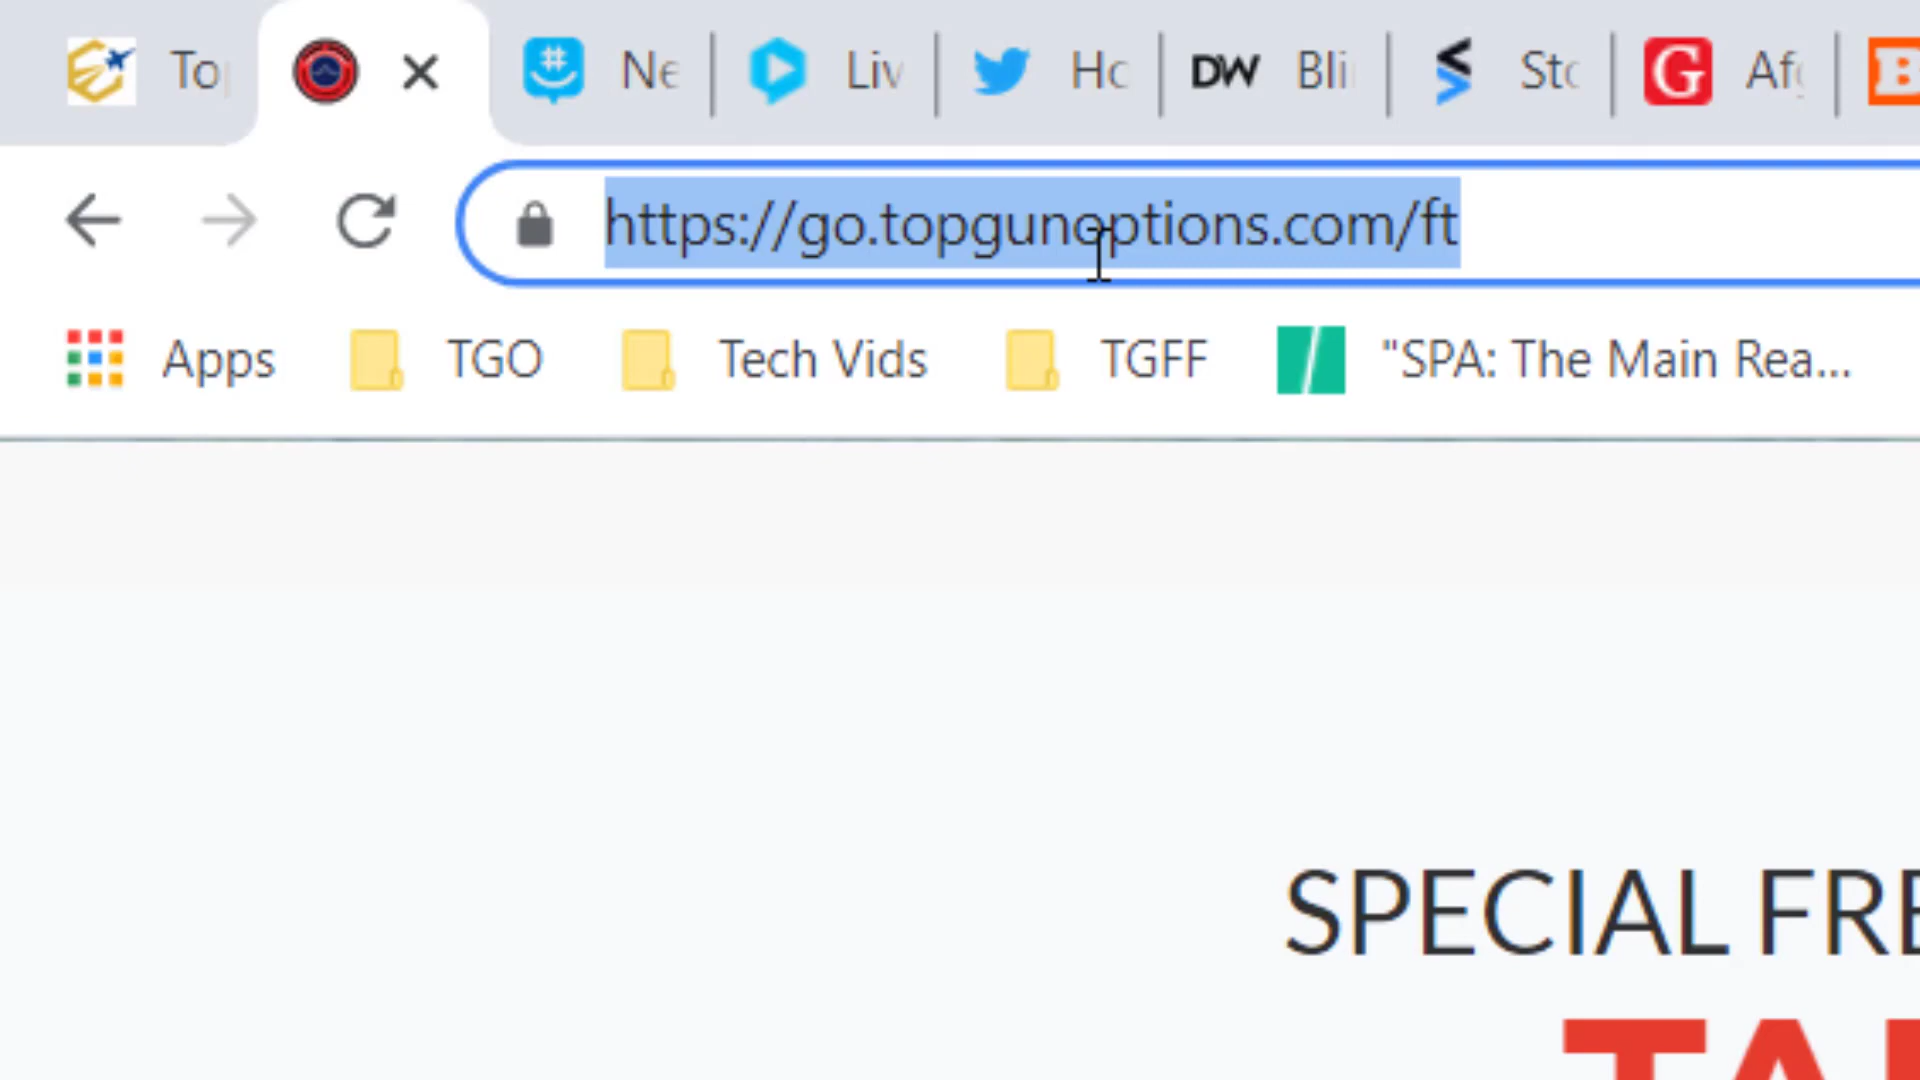 To Ne Liv Ho DW Bli Sto G Af B
https://go.topgunoptions.com/ft
Apps TGO Tech Vids TGFF "SPA: The Main Rea...
SPECIAL FRE
TA